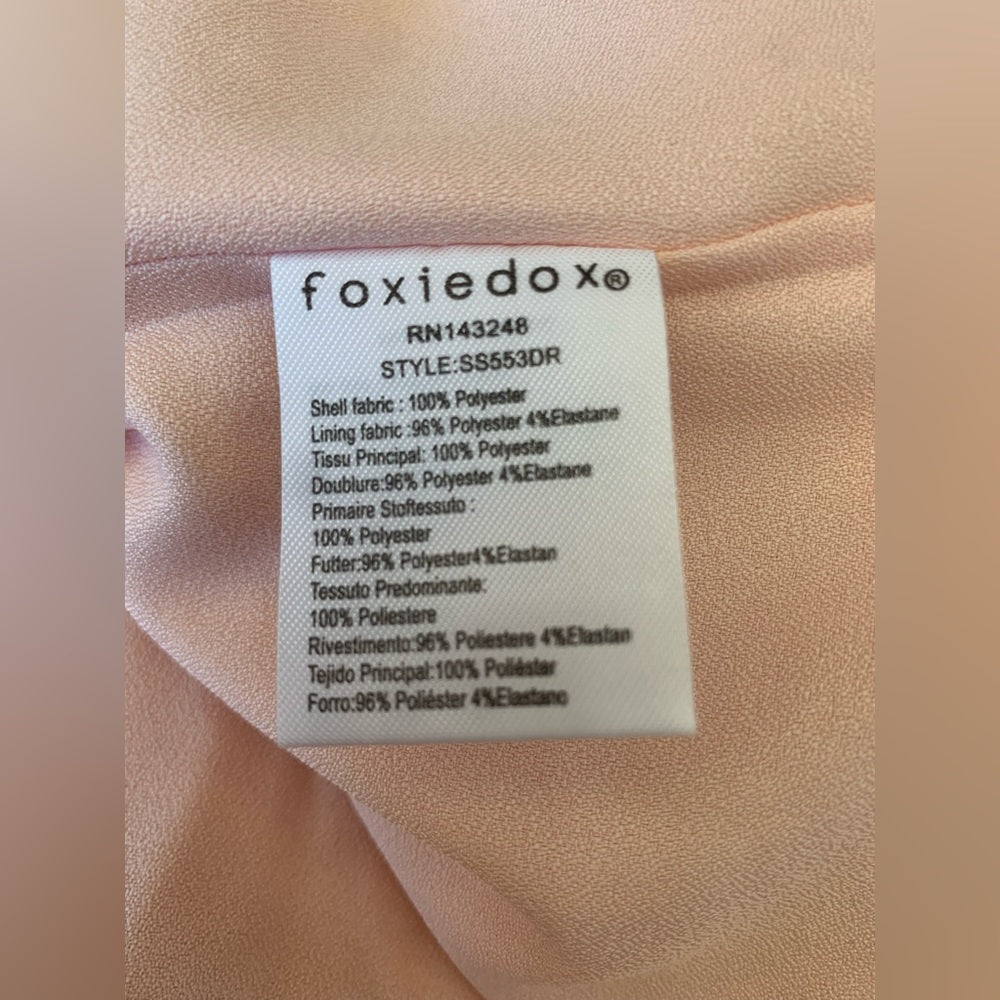 foxiedox®
RN143248
STYLE:SS553DR
Shell fabric : 100% Polyester
Lining fabric :96% Polyester 4%Elastane
Tissu Principal: 100% Polyester
Doublure:96% Polyester 4%Elastane
Primaire Stoftessuto :
100% Polyester
Futter:96% Polyester4%Elastan
Tessuto Predominante:
100% Poliestere
Rivestimento:96% Poliestere 4%Elastan
Tejido Principal:100% Poliéstar
Forro:96% Poliéster 4%Elastano